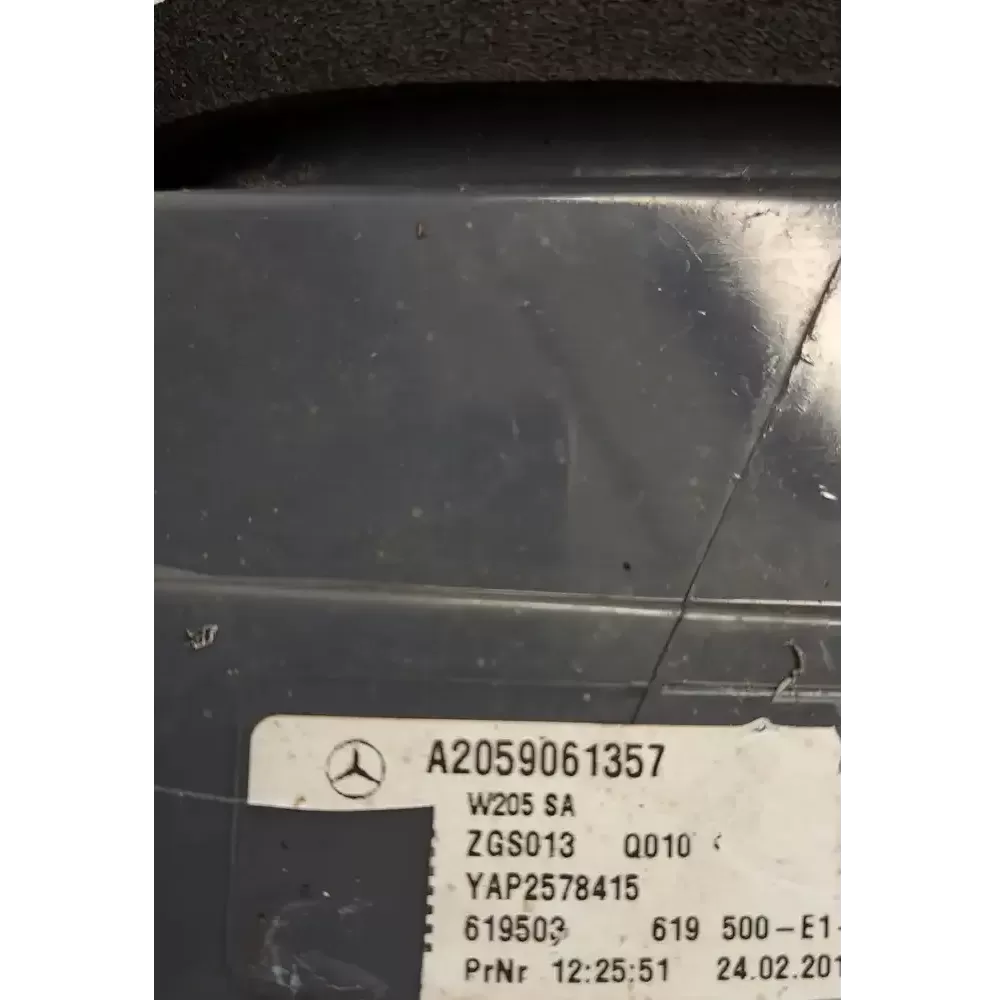 A2059061357
W205 SA
ZGS013 Q010
YAP2578415
619503 619 500-E1-
PrNr 12:25:51 24.02.201